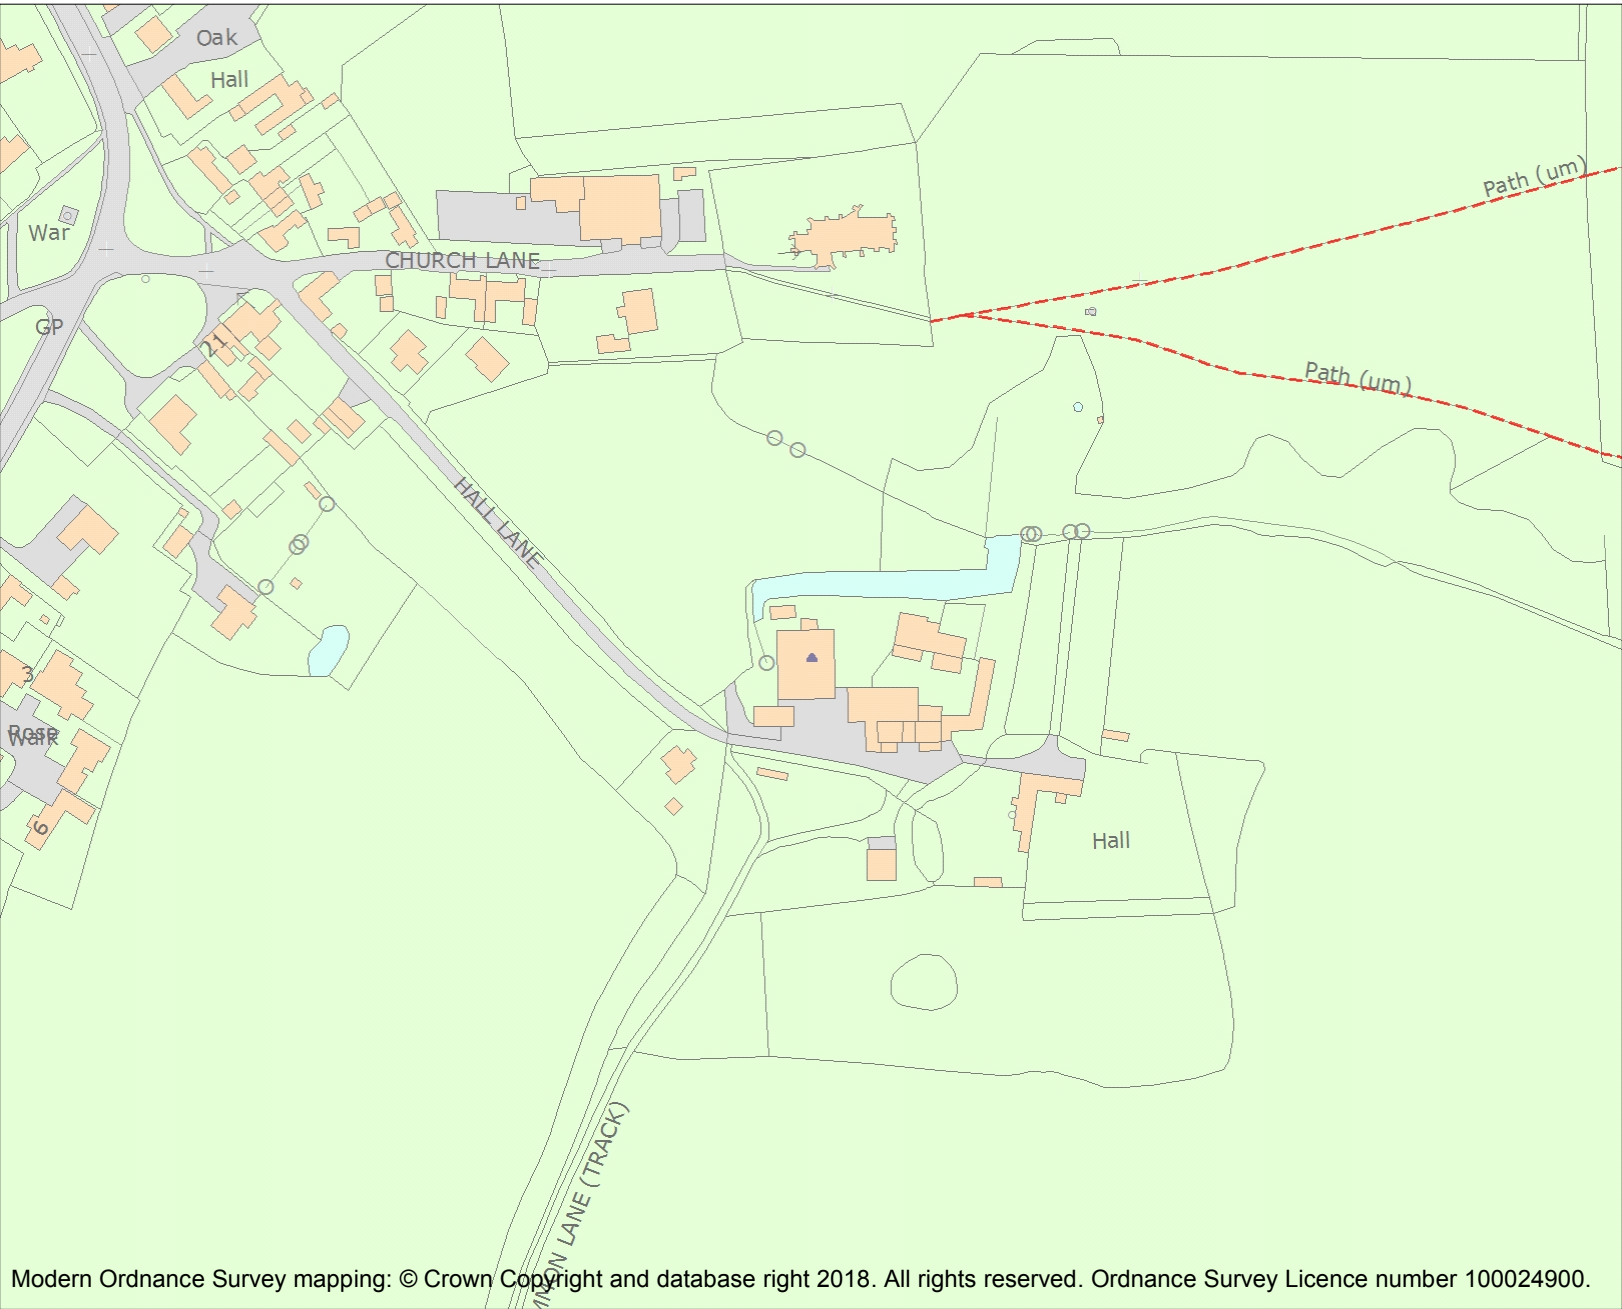 Oak
Hall
Path (um)
War
CHURCH LANE
GP
21
Path (um)
HALL LANE
3
Rose
Walk
6
Hall
LANE (TRACK)
Modern Ordnance Survey mapping: © Crown Copyright and database right 2018. All rights reserved. Ordnance Survey Licence number 100024900.